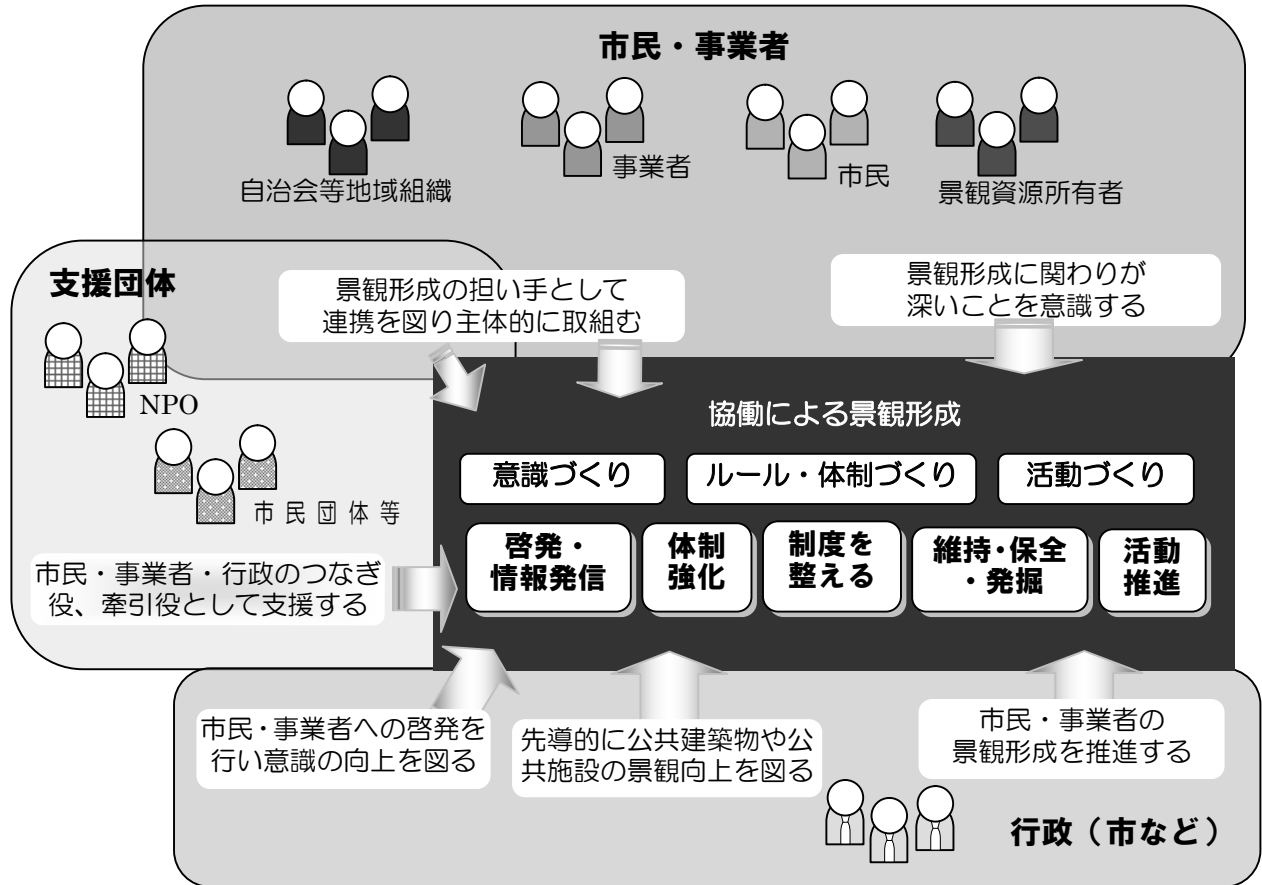 市民・事業者
自治会等地域組織
事業者
市民
景観資源所有者
支援団体
NPO
市民団体等
景観形成の担い手として
連携を図り主体的に取組む
景観形成に関わりが
深いことを意識する
協働による景観形成
意識づくり
ルール・体制づくり
活動づくり
啓発・
情報発信
体制
強化
制度を
整える
維持・保全
・発掘
活動
推進
市民・事業者・行政のつなぎ
役、牽引役として支援する
市民・事業者への啓発を
行い意識の向上を図る
先導的に公共建築物や公
共施設の景観向上を図る
市民・事業者の
景観形成を推進する
行政（市など）